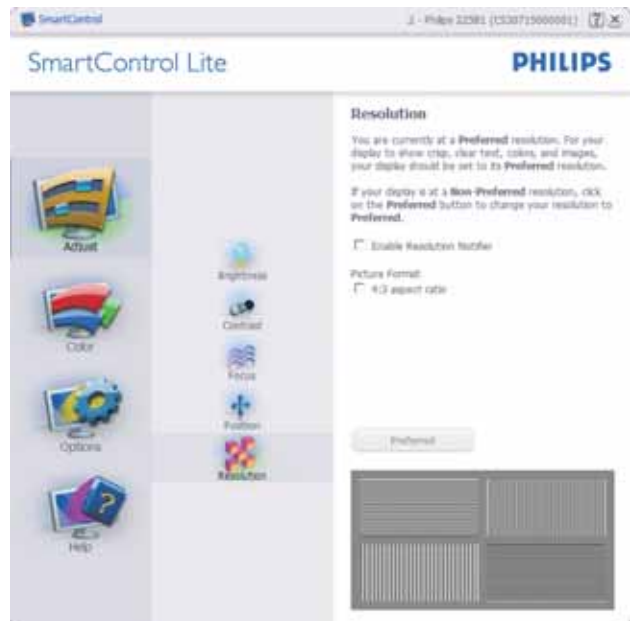 SmartControl
SmartControl Lite
PHILIPS
Resolution
You are currently at a Preferred resolution. For your
display to show crisp, clear text, colors, and images,
your display should be set to its Preferred resolution.
If your display is at a Non-Preferred resolution, click
on the Preferred button to change your resolution to
Preferred.
Enable Resolution Notifier
Picture Format
4:3 aspect ratio
Preferred
Adjust
Color
Options
Help
Brightness
Contrast
Focus
Position
Resolution